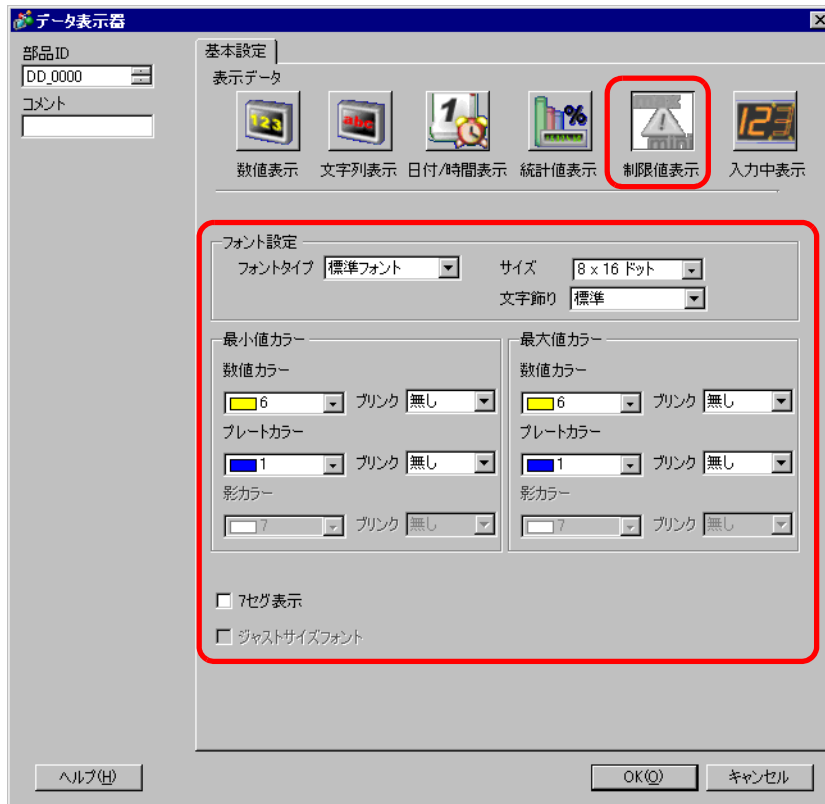 データ表示器
部品ID
DD_0000
コメント
基本設定
表示データ
123 abc 1 % max mini 123
数値表示 文字列表示 日付/時間表示 統計値表示 制限値表示 入力中表示
フォント設定
フォントタイプ 標準フォント サイズ 8 x 16 ドット
文字飾り 標準
最小値カラー
数値カラー
6 ブリンク 無し
プレートカラー
1 ブリンク 無し
影カラー
7 ブリンク 無し
最大値カラー
数値カラー
6 ブリンク 無し
プレートカラー
1 ブリンク 無し
影カラー
7 ブリンク 無し
7セグ表示
ジャストサイズフォント
ヘルプ(H) OK(O) キャンセル